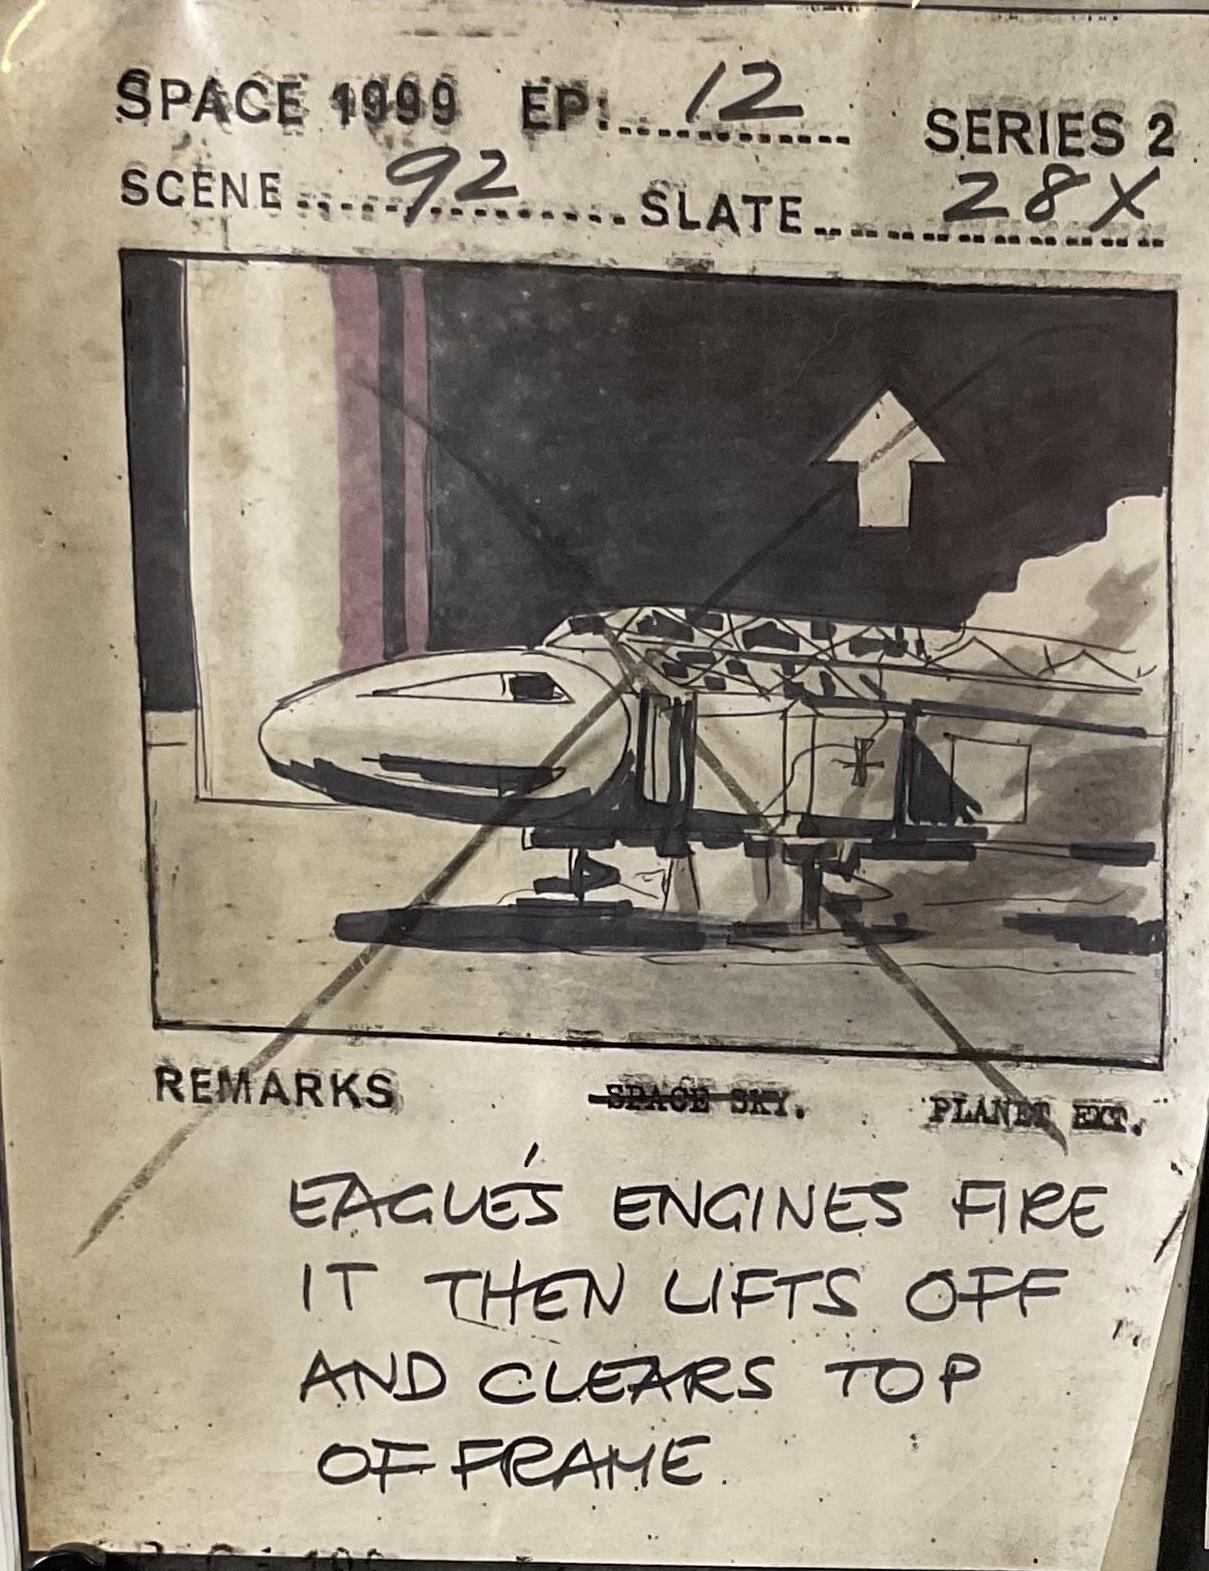 SPACE 1999 EP: 12 SERIES 2
SCENE 92 SLATE 28X
REMARKS SPACE SKY. PLANET EXT.
EAGLE'S ENGINES FIRE
IT THEN LIFTS OFF
AND CLEARS TOP
OF FRAME